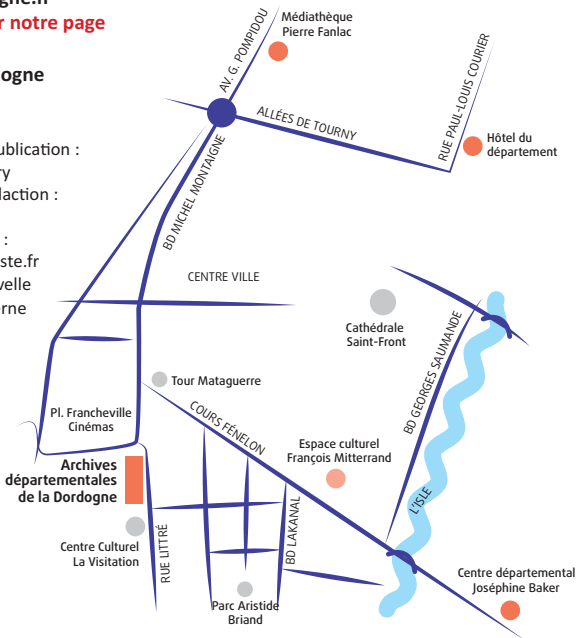 gne.fr
r notre page
ogne
ublication :
ry
daction :
:
ste.fr
velle
erne
Médiathèque
Pierre Fanlac
AV. G. POMPIDOU
ALLÉES DE TOURNY
RUE PAUL-LOUIS COURIER
Hôtel du
département
BD MICHEL MONTAIGNE
CENTRE VILLE
Cathédrale
Saint-Front
BD GEORGES SAUMANDE
Tour Mataguerre
Pl. Francheville
Cinémas
COURS FÉNELON
Espace culturel
François Mitterrand
Archives
départementales
de la Dordogne
L'ISLE
Centre Culturel
La Visitation
RUE LITTRÉ
BD LAKANAL
Centre départemental
Joséphine Baker
Parc Aristide
Briand